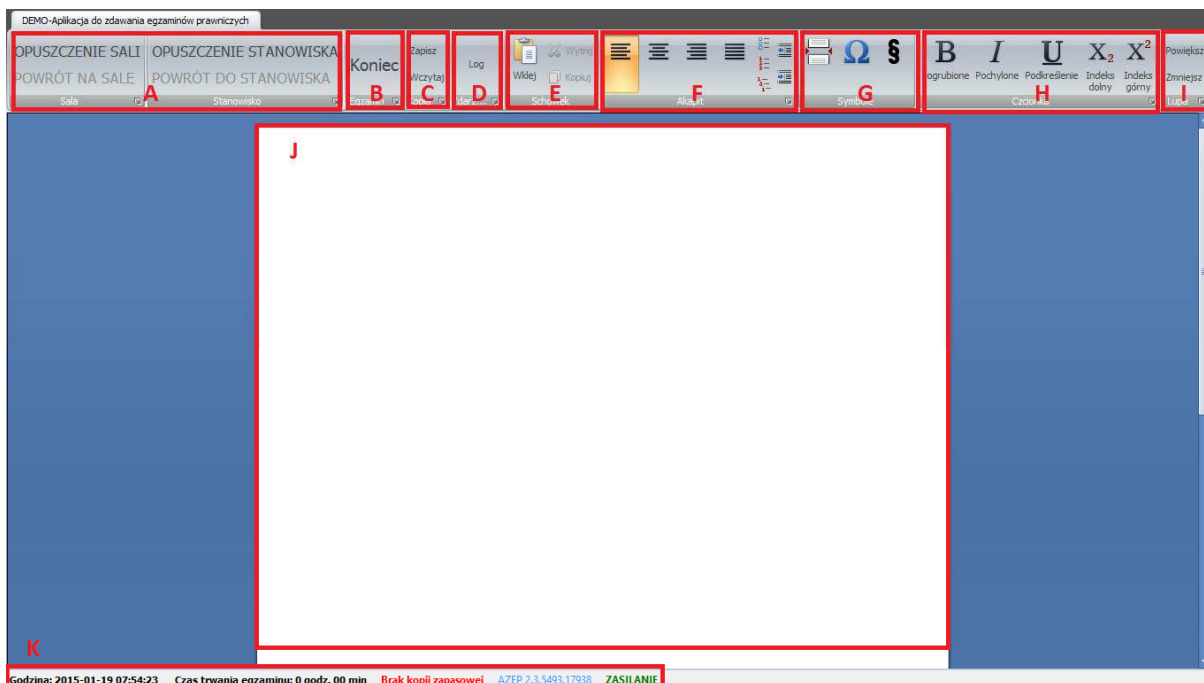 DEMO-Aplikacja do zdawania egzaminów prawniczych
OPUSZCZENIE SALI OPUSZCZENIE STANOWISKA
POWRÓT NA SALE POWRÓT DO STANOWISKA
Sala A Stanowisko
Koniec
Egzamin B
Zapisz
Wczytaj
Kopia C
Log
D
Wklej Wytnij
Kopiuj
Schowek E
Akapit F
Ω §
Symbole G
B I U X₂ X²
ogrubione Pochylone Podkreślenie Indeks dolny Indeks górny
Czcionka H
Powiększ
Zmniejsz
Lupa I
J
K
Godzina: 2015-01-19 07:54:23 Czas trwania egzaminu: 0 godz. 00 min Brak kopii zapasowej AZEP 2.3.5493.17938 ZASILANIE